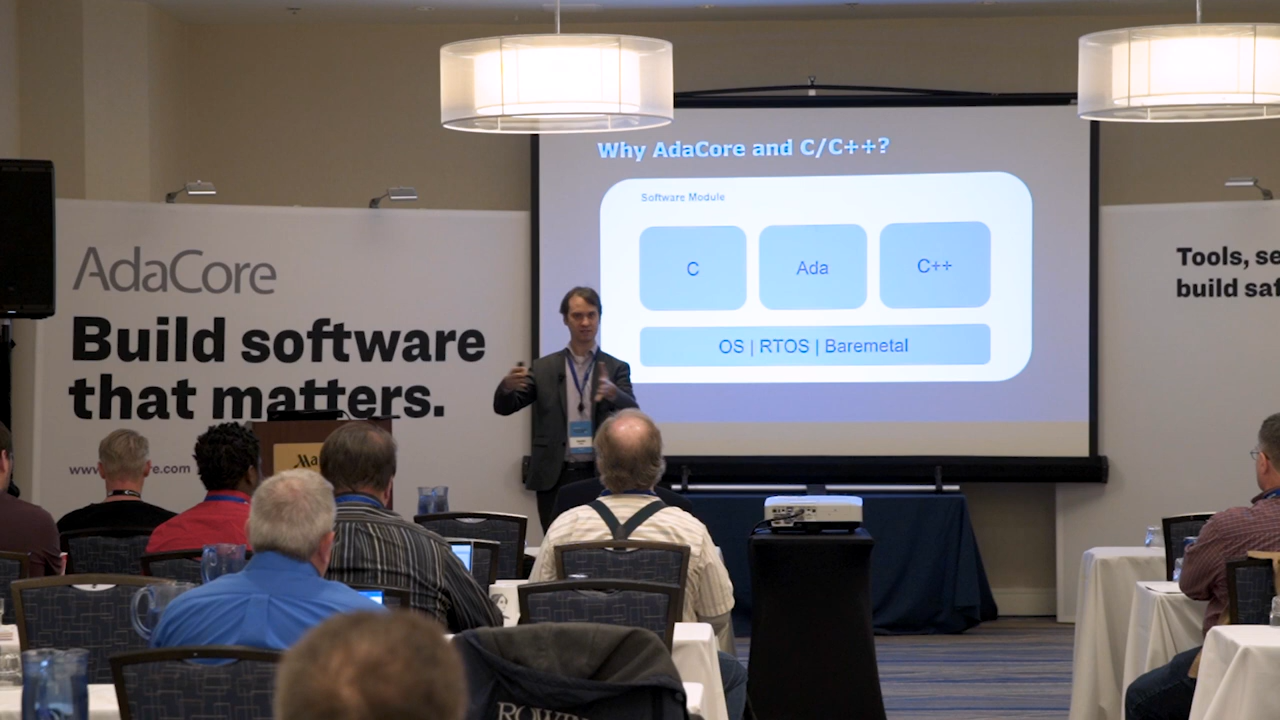 Why AdaCore and C/C++?
Software Module
C
Ada
C++
OS | RTOS | Baremetal
AdaCore
Build software
that matters.
Tools, se
build saf